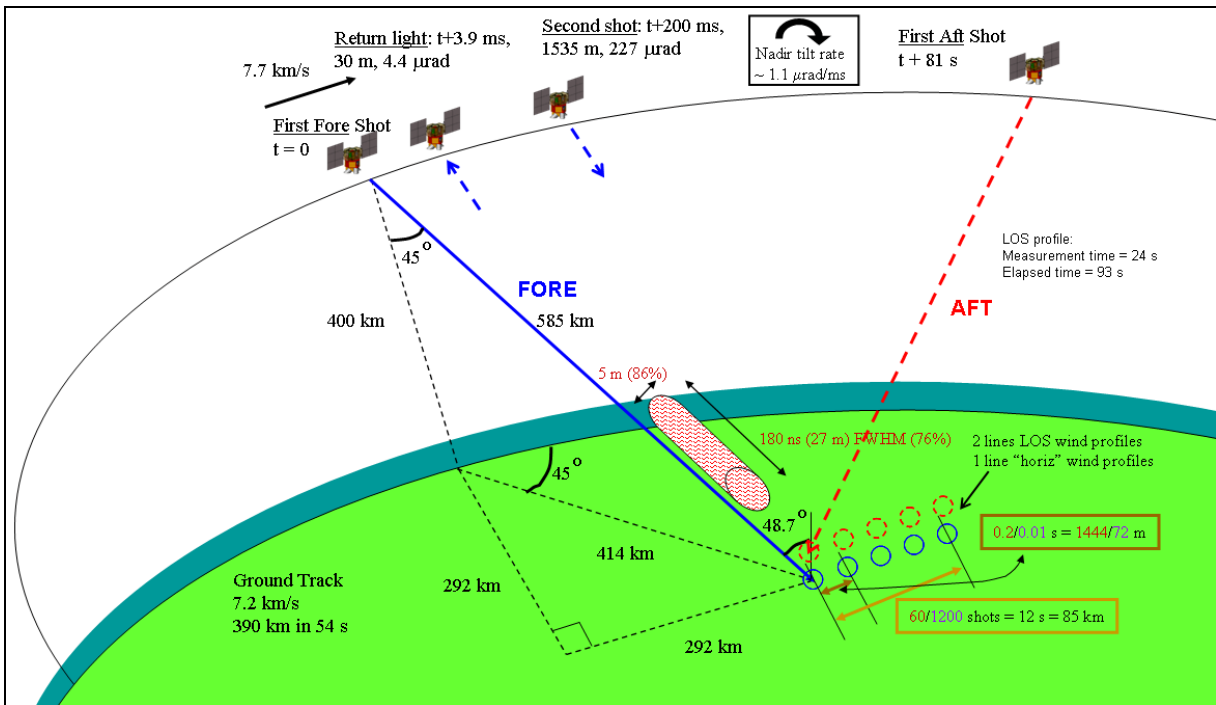 Return light: t+3.9 ms,
30 m, 4.4 μrad
Second shot: t+200 ms,
1535 m, 227 μrad
Nadir tilt rate
~ 1.1 μrad/ms
First Aft Shot
t + 81 s
7.7 km/s
First Fore Shot
t = 0
45°
LOS profile:
Measurement time = 24 s
Elapsed time = 93 s
FORE
AFT
400 km
585 km
5 m (86%)
180 ns (27 m) FWHM (76%)
2 lines LOS wind profiles
1 line “horiz” wind profiles
45°
48.7°
0.2/0.01 s = 1444/72 m
414 km
Ground Track
7.2 km/s
390 km in 54 s
292 km
60/1200 shots = 12 s = 85 km
292 km